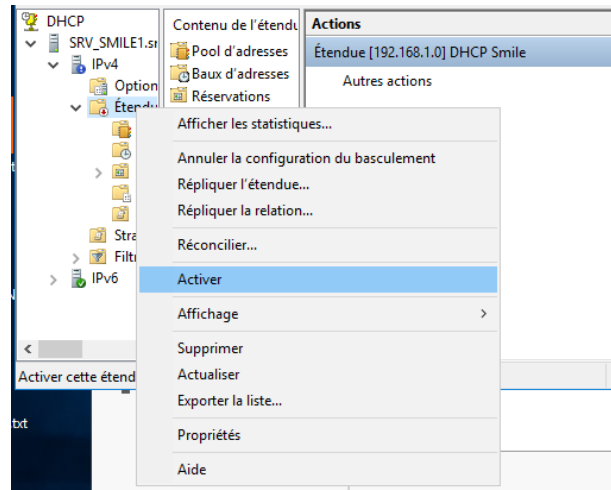 DHCP
SRV_SMILE1.sr
IPv4
Option
Étendu
Stra
Filtr
IPv6
Contenu de l'étendu
Pool d'adresses
Baux d'adresses
Réservations
Actions
Étendue [192.168.1.0] DHCP Smile
Autres actions
Afficher les statistiques...
Annuler la configuration du basculement
Répliquer l'étendue...
Répliquer la relation...
Réconcilier...
Activer
Affichage
Supprimer
Actualiser
Exporter la liste...
Propriétés
Aide
Activer cette étend
txt